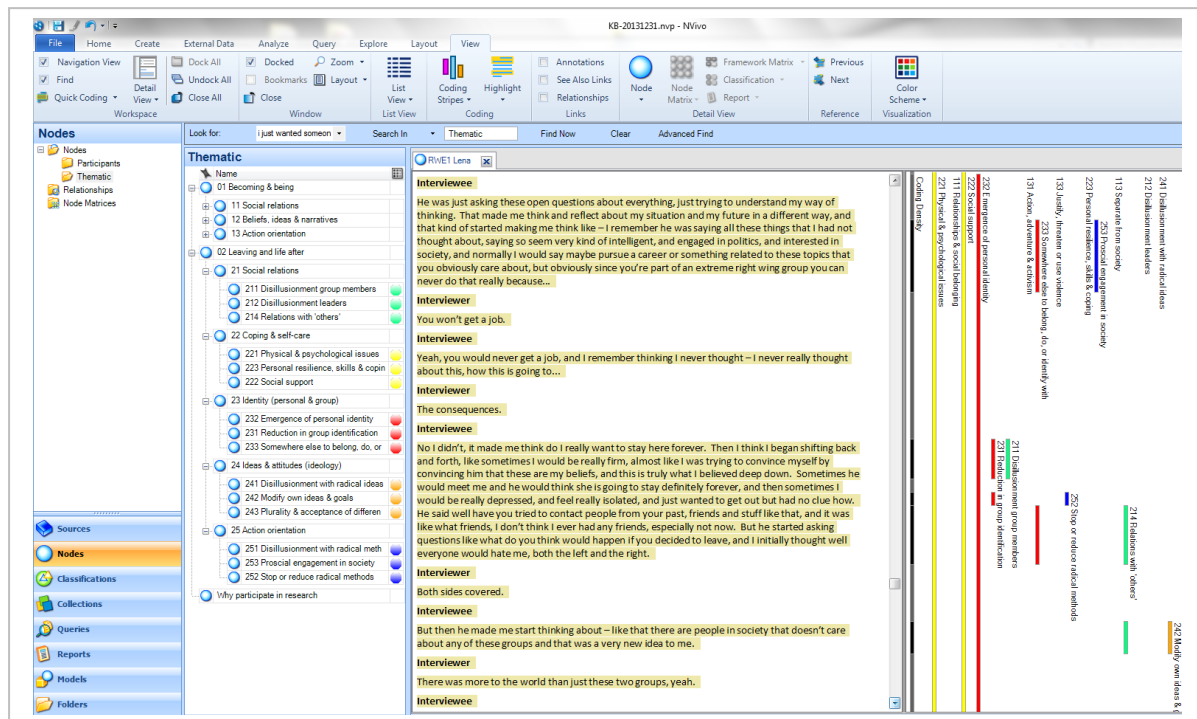 KB-20131231.nvp - NVivo
File Home Create External Data Analyze Query Explore Layout View
Navigation View
Find
Quick Coding
Detail View
Workspace
Dock All
Undock All
Close All
Docked
Bookmarks
Close
Zoom
Layout
Window
List View
List View
Coding Stripes
Highlight
Coding
Annotations
See Also Links
Relationships
Links
Node
Node Matrix
Framework Matrix
Classification
Report
Detail View
Previous
Next
Reference
Color Scheme
Visualization
Nodes
Nodes
Participants
Thematic
Relationships
Node Matrices
Sources
Nodes
Classifications
Collections
Queries
Reports
Models
Folders
Look for: i just wanted someon Search In Thematic Find Now Clear Advanced Find
Thematic
Name
01 Becoming & being
11 Social relations
12 Beliefs, ideas & narratives
13 Action orientation
02 Leaving and life after
21 Social relations
211 Disillusionment group members
212 Disillusionment leaders
214 Relations with 'others'
22 Coping & self-care
221 Physical & psychological issues
223 Personal resilience, skills & copin
222 Social support
23 Identity (personal & group)
232 Emergence of personal identity
231 Reduction in group identification
233 Somewhere else to belong, do, or
24 Ideas & attitudes (ideology)
241 Disillusionment with radical ideas
242 Modify own ideas & goals
243 Plurality & acceptance of differen
25 Action orientation
251 Disillusionment with radical meth
253 Proscial engagement in society
252 Stop or reduce radical methods
Why participate in research
RWE1 Lena
Interviewee
He was just asking these open questions about everything, just trying to understand my way of
thinking. That made me think and reflect about my situation and my future in a different way, and
that kind of started making me think like – I remember he was saying all these things that I had not
thought about, saying so seem very kind of intelligent, and engaged in politics, and interested in
society, and normally I would say maybe pursue a career or something related to these topics that
you obviously care about, but obviously since you're part of an extreme right wing group you can
never do that really because...
Interviewer
You won't get a job.
Interviewee
Yeah, you would never get a job, and I remember thinking I never thought – I never really thought
about this, how this is going to...
Interviewer
The consequences.
Interviewee
No I didn't, it made me think do I really want to stay here forever. Then I think I began shifting back
and forth, like sometimes I would be really firm, almost like I was trying to convince myself by
convincing him that these are my beliefs, and this is truly what I believed deep down. Sometimes he
would meet me and he would think she is going to stay definitely forever, and then sometimes I
would be really depressed, and feel really isolated, and just wanted to get out but had no clue how.
He said well have you tried to contact people from your past, friends and stuff like that, and it was
like what friends, I don't think I ever had any friends, especially not now. But he started asking
questions like what do you think would happen if you decided to leave, and I initially thought well
everyone would hate me, both the left and the right.
Interviewer
Both sides covered.
Interviewee
But then he made me start thinking about – like that there are people in society that doesn't care
about any of these groups and that was a very new idea to me.
Interviewer
There was more to the world than just these two groups, yeah.
Interviewee
Coding Density
221 Physical & psychological issues
111 Relationships & social belonging
222 Social support
232 Emergence of personal identity
231 Reduction in group identification
211 Disillusionment group members
131 Action, adventure & activism
233 Somewhere else to belong, do, or identify with
133 Justify, threaten or use violence
252 Stop or reduce radical methods
223 Personal resilience, skills & coping
253 Proscial engagement in society
113 Separate from society
214 Relations with 'others'
212 Disillusionment leaders
241 Disillusionment with radical ideas
242 Modify own ideas &